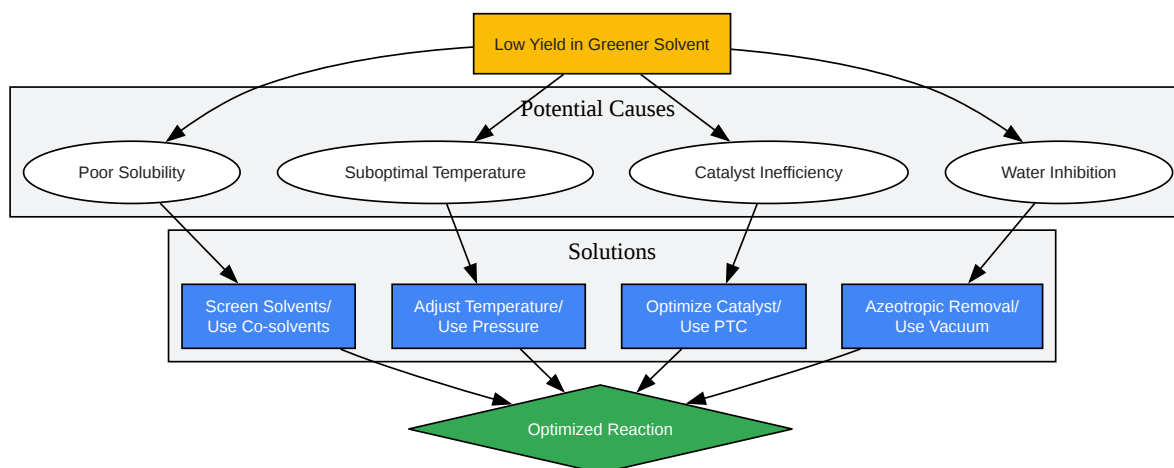 Low Yield in Greener Solvent
Potential Causes
Poor Solubility
Suboptimal Temperature
Catalyst Inefficiency
Water Inhibition
Solutions
Screen Solvents/
Use Co-solvents
Adjust Temperature/
Use Pressure
Optimize Catalyst/
Use PTC
Azeotropic Removal/
Use Vacuum
Optimized Reaction